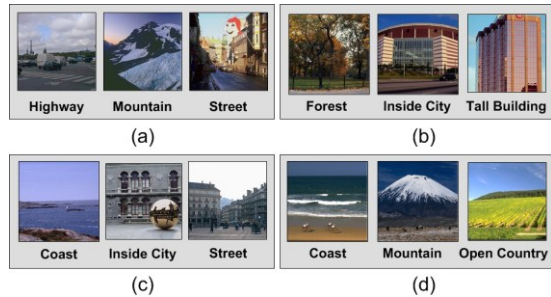 Highway Mountain Street
(a)
Forest Inside City Tall Building
(b)
Coast Inside City Street
(c)
Coast Mountain Open Country
(d)